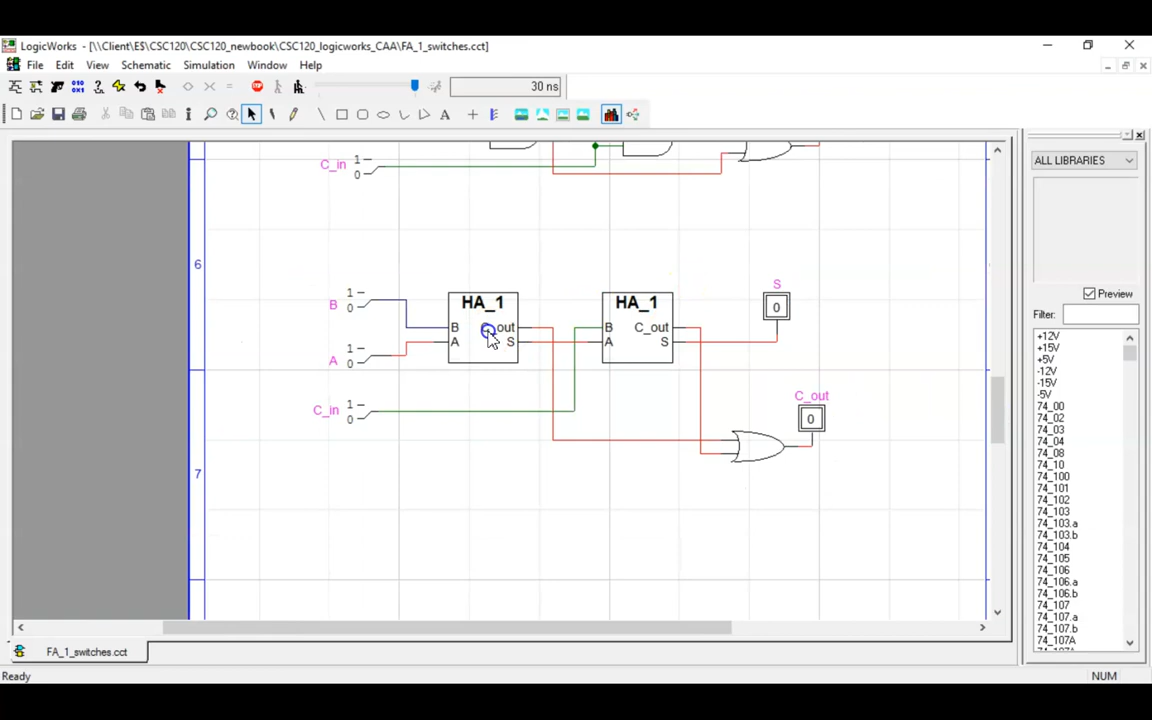 LogicWorks - [\\Client\E$\CSC120\CSC120_newbook\CSC120_logicworks_CAA\FA_1_switches.cct]
File Edit View Schematic Simulation Window Help
30 ns
ALL LIBRARIES
Preview
Filter:
C_in 1
0
6
S
0
B 1
0
HA_1
B
A
S
HA_1
B C_out
A S
A 1
0
C_out
0
C_in 1
0
7
+12V
+15V
+5V
-12V
-15V
-5V
74_00
74_02
74_03
74_04
74_08
74_10
74_100
74_101
74_102
74_103
74_103.a
74_103.b
74_104
74_105
74_106
74_106.a
74_106.b
74_107
74_107.a
74_107.b
FA_1_switches.cct
Ready
NUM